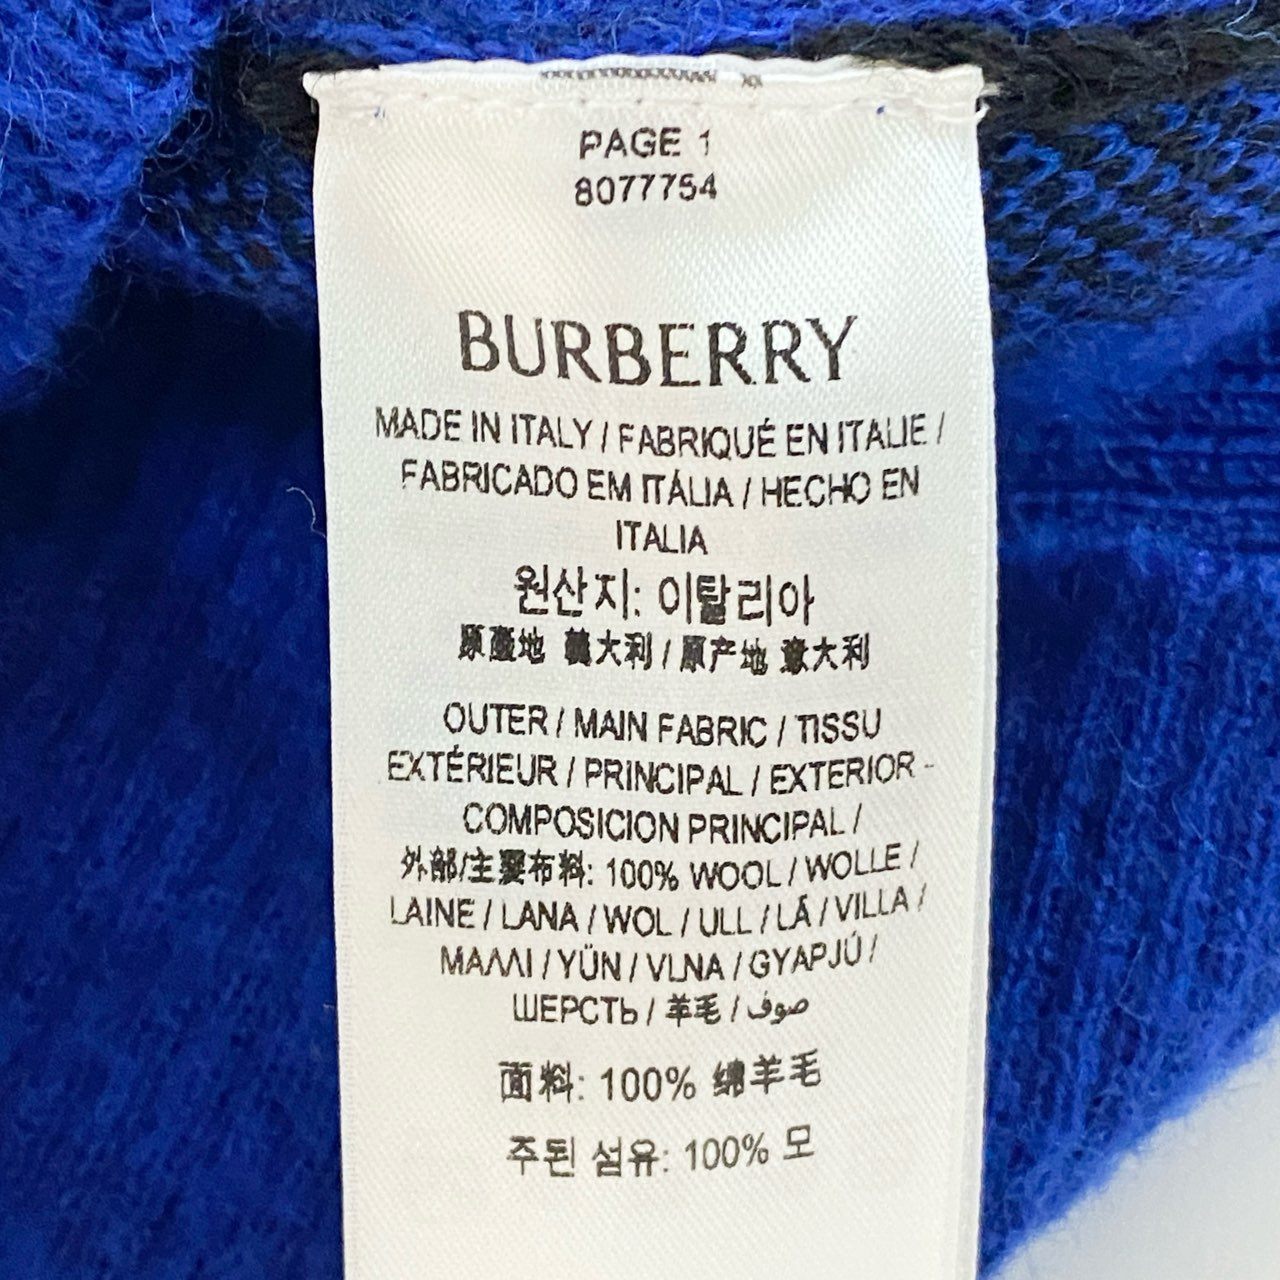 PAGE 1
8077754
BURBERRY
MADE IN ITALY / FABRIQUÉ EN ITALIE /
FABRICADO EM ITÁLIA / HECHO EN
ITALIA
원산지: 이탈리아
原產地 義大利 / 原产地 意大利
OUTER / MAIN FABRIC / TISSU
EXTÉRIEUR / PRINCIPAL / EXTERIOR -
COMPOSICION PRINCIPAL /
外部/主要布料: 100% WOOL / WOLLE /
LAINE / LANA / WOL / ULL / LÃ / VILLA /
ΜΑΛΛΙ / YÜN / VLNA / GYAPJÚ /
ШЕРСТЬ / 羊毛 / صوف
面料: 100% 绵羊毛
주된 섬유: 100% 모